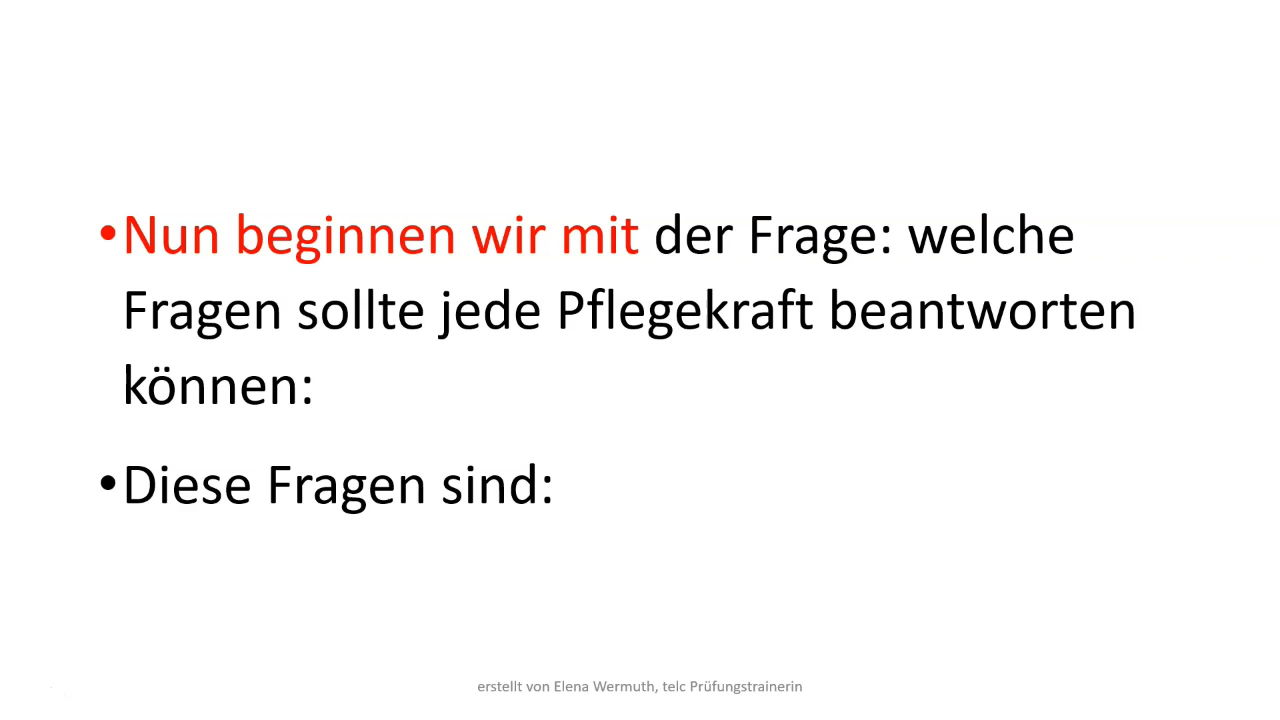 •Nun beginnen wir mit der Frage: welche
Fragen sollte jede Pflegekraft beantworten
können:
•Diese Fragen sind:
erstellt von Elena Wermuth, telc Prüfungstrainerin